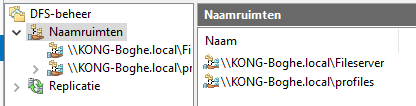 DFS-beheer
Naamruimten
\\KONG-Boghe.local\Fi
\\KONG-Boghe.local\pr
Replicatie
Naamruimten
Naam
\\KONG-Boghe.local\Fileserver
\\KONG-Boghe.local\profiles